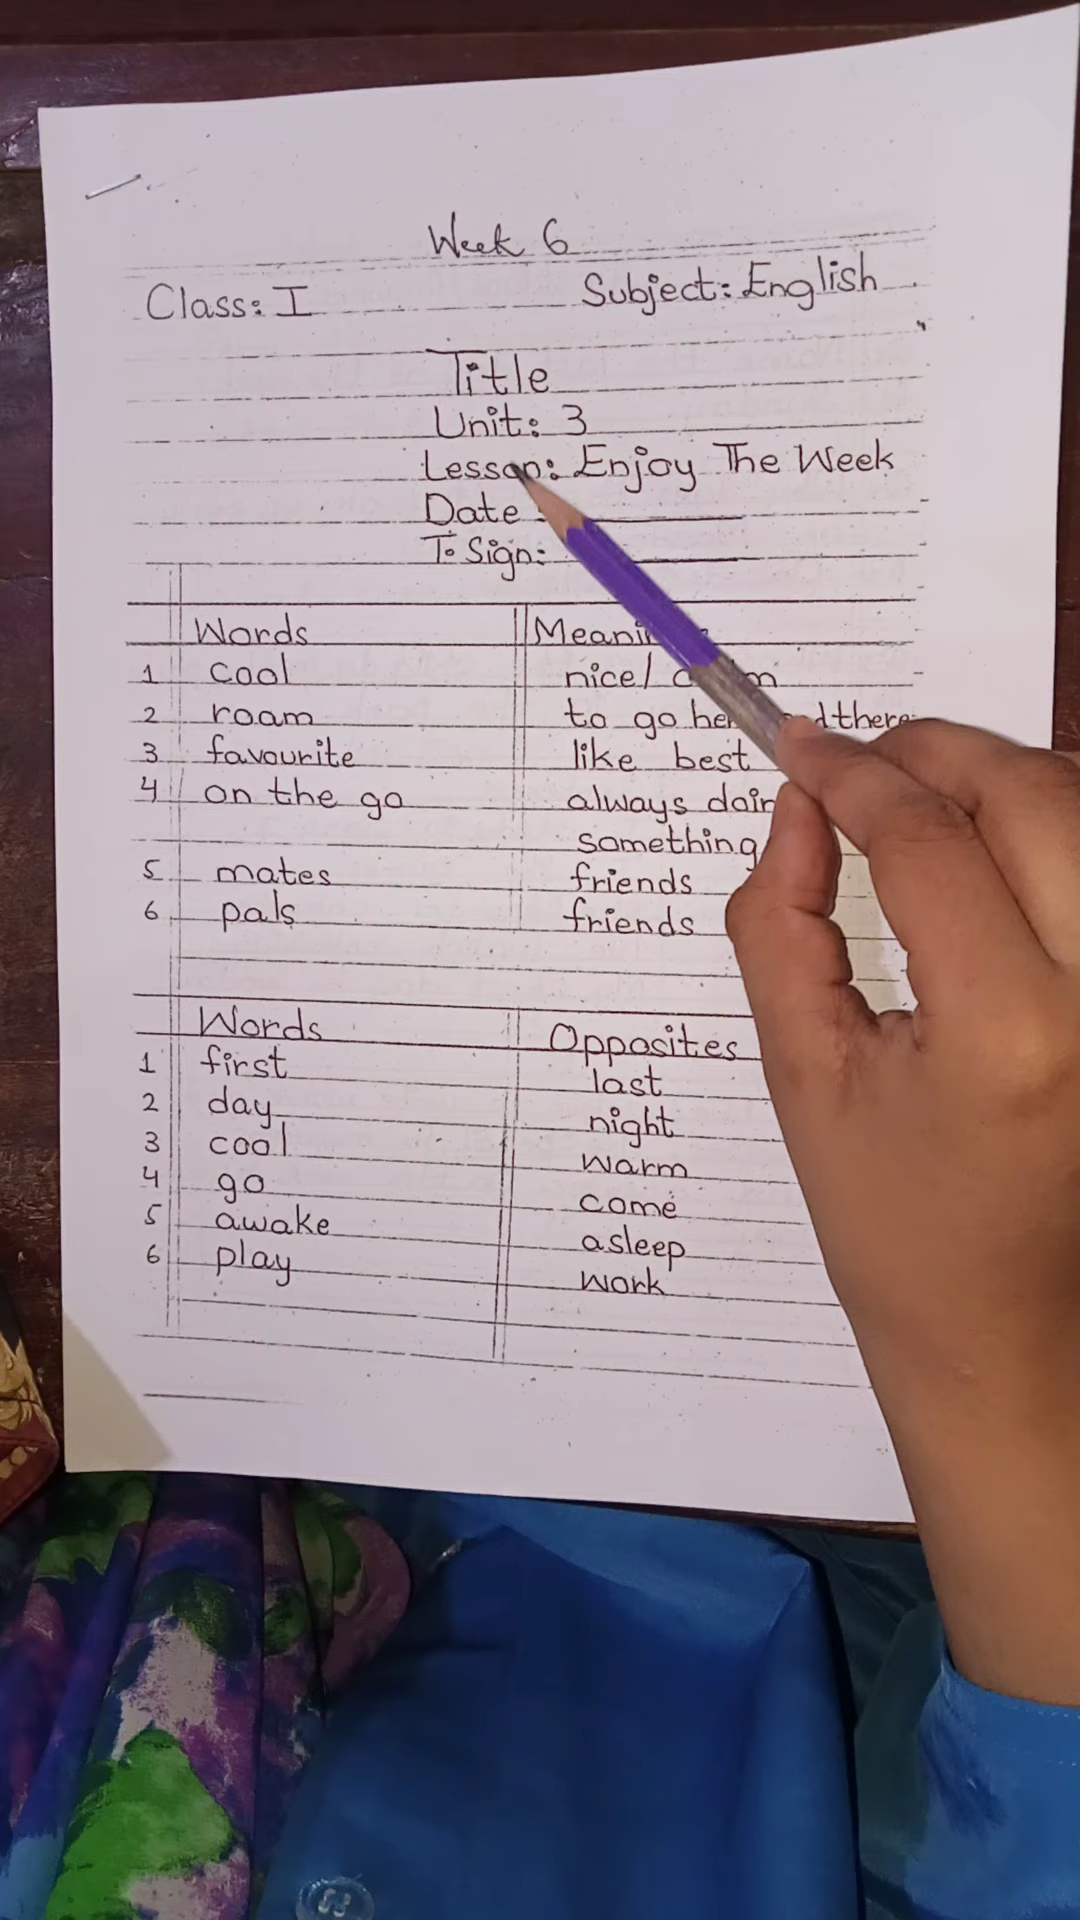 Week 6
Class: I Subject: English
Title
Unit: 3
Lesson: Enjoy The Week
Date :
T. Sign:
Words
1 cool nice/
2 roam to go there
3 favourite like best
4 on the go always
something
5 mates friends
6 pals friends
Words Opposites
1 first last
2 day night
3 cool warm
4 go come
5 awake asleep
6 play work